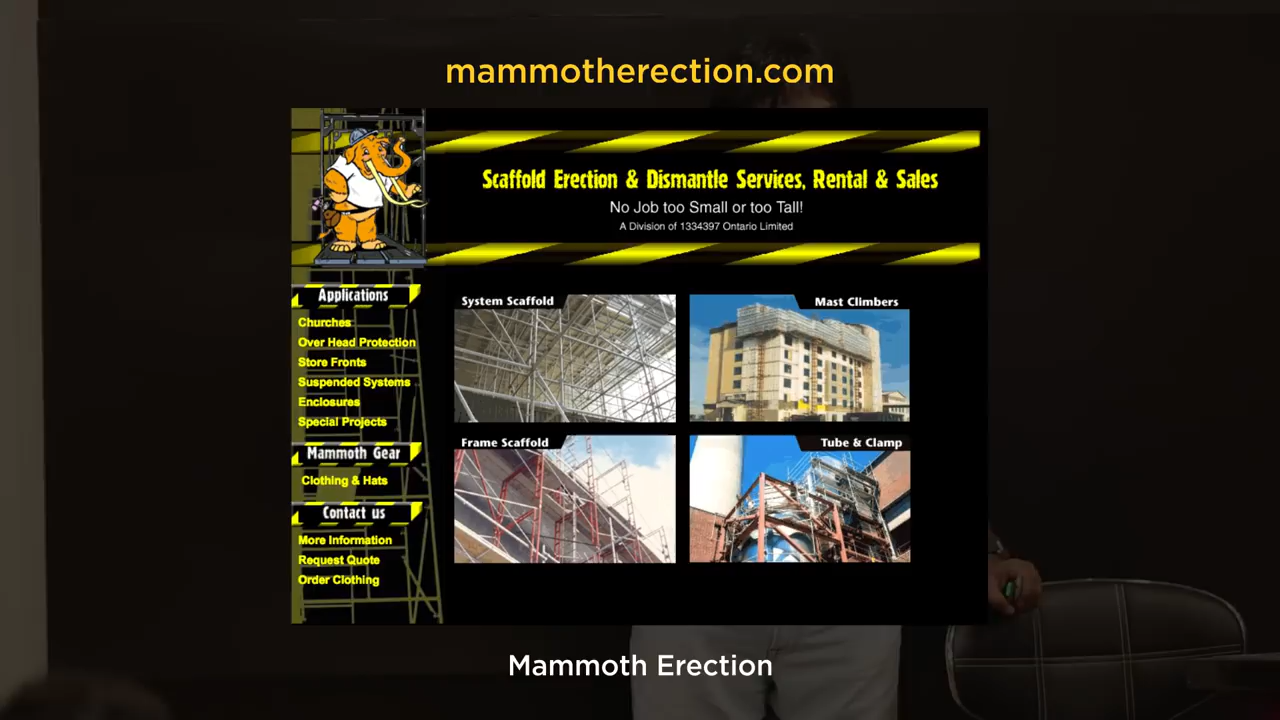 mammotherection.com
Scaffold Erection & Dismantle Services, Rental & Sales
No Job too Small or too Tall!
A Division of 1334397 Ontario Limited
Applications
Churches
Over Head Protection
Store Fronts
Suspended Systems
Enclosures
Special Projects
Mammoth Gear
Clothing & Hats
Contact us
More Information
Request Quote
Order Clothing
System Scaffold
Mast Climbers
Frame Scaffold
Tube & Clamp
Mammoth Erection